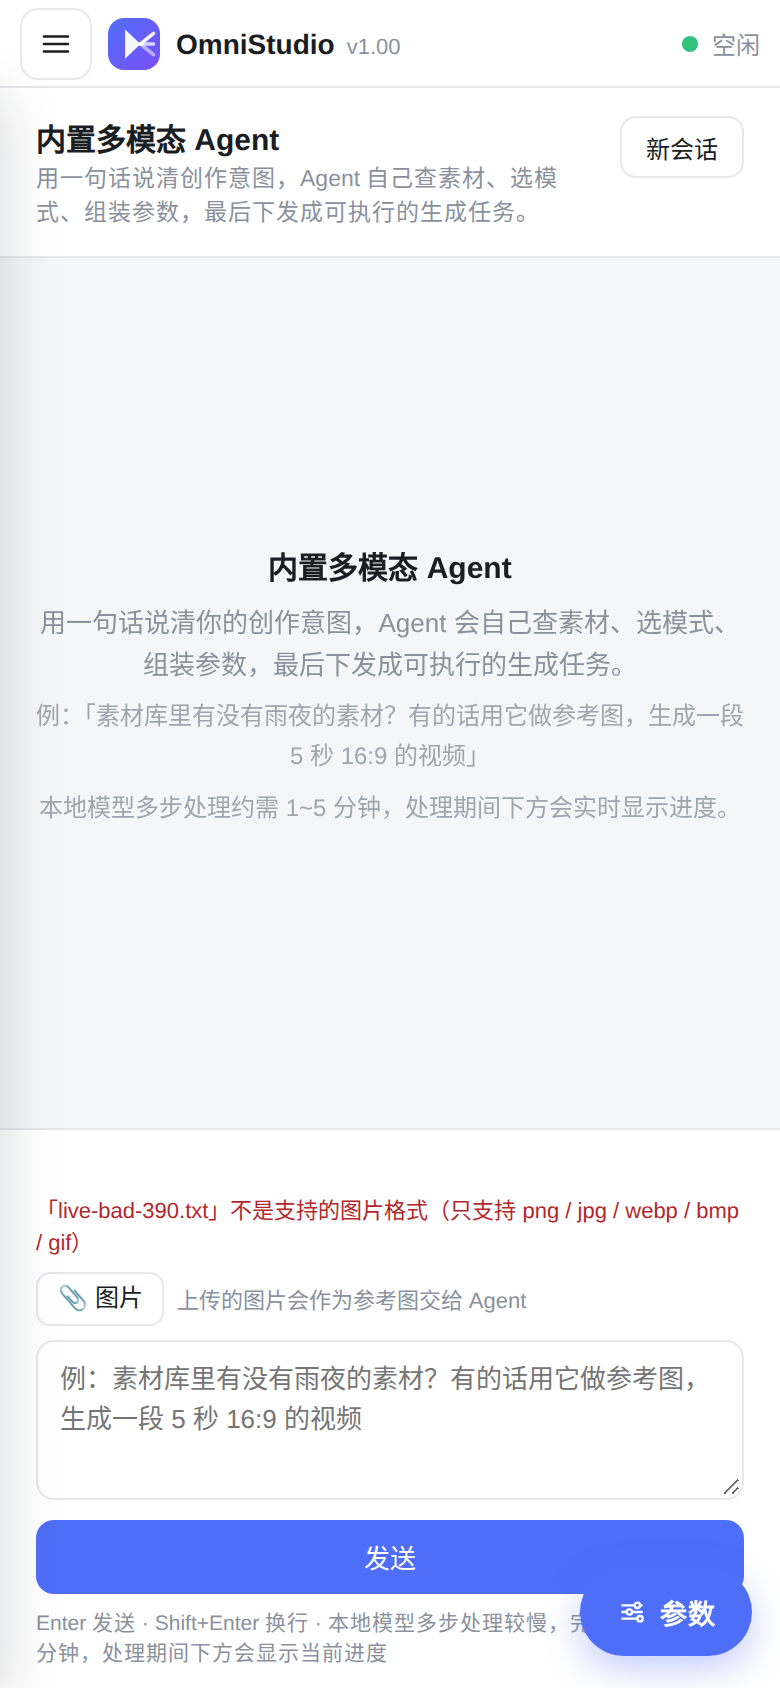 OmniStudio v1.00
空闲
内置多模态 Agent
新会话
用一句话说清创作意图，Agent 自己查素材、选模
式、组装参数，最后下发成可执行的生成任务。
内置多模态 Agent
用一句话说清你的创作意图，Agent 会自己查素材、选模式、
组装参数，最后下发成可执行的生成任务。
例：「素材库里有没有雨夜的素材？有的话用它做参考图，生成一段
5 秒 16:9 的视频」
本地模型多步处理约需 1~5 分钟，处理期间下方会实时显示进度。
「live-bad-390.txt」不是支持的图片格式（只支持 png / jpg / webp / bmp
/ gif）
📎 图片
上传的图片会作为参考图交给 Agent
例：素材库里有没有雨夜的素材？有的话用它做参考图，
生成一段 5 秒 16:9 的视频
发送
Enter 发送 · Shift+Enter 换行 · 本地模型多步处理较慢，
分钟，处理期间下方会显示当前进度
参数